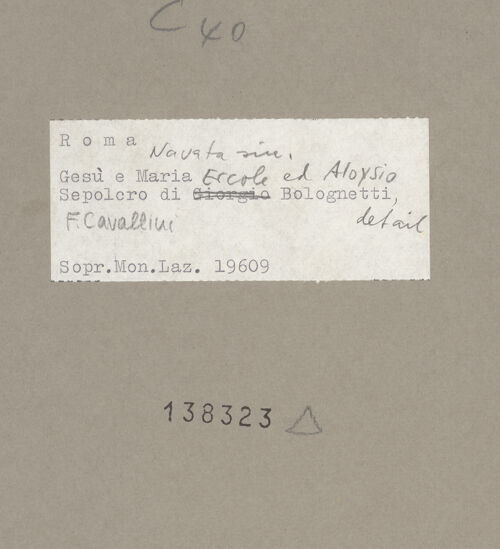 C 40
Roma
Navata sin.
Gesù e Maria Ercole ed Aloysio
Sepolcro di Giorgio Bolognetti,
F. Cavallini detail
Sopr.Mon.Laz. 19609
138323